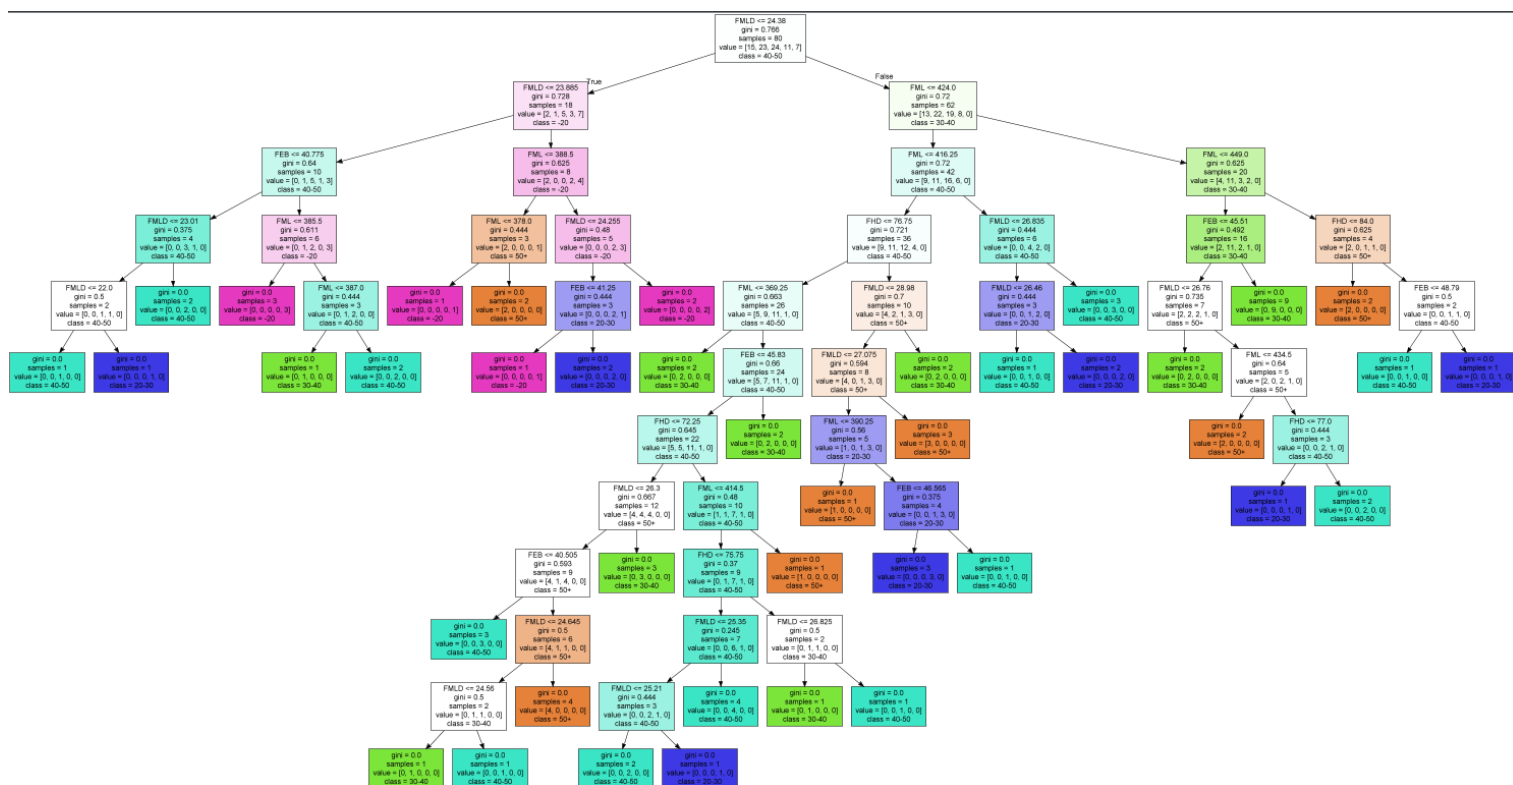 FMLD <= 24.38
gini = 0.766
samples = 80
value = [15, 23, 24, 11, 7]
class = 40-50
True
False
FMLD <= 23.885
gini = 0.728
samples = 18
value = [2, 1, 5, 3, 7]
class = -20
FML <= 424.0
gini = 0.72
samples = 62
value = [13, 22, 19, 8, 0]
class = 30-40
FEB <= 40.775
gini = 0.64
samples = 10
value = [0, 1, 5, 1, 3]
class = 40-50
FML <= 388.5
gini = 0.625
samples = 8
value = [2, 0, 0, 2, 4]
class = -20
FML <= 416.25
gini = 0.72
samples = 42
value = [9, 11, 16, 6, 0]
class = 40-50
FML <= 449.0
gini = 0.625
samples = 20
value = [4, 11, 3, 2, 0]
class = 30-40
FMLD <= 23.01
gini = 0.375
samples = 4
value = [0, 0, 3, 1, 0]
class = 40-50
FML <= 385.5
gini = 0.611
samples = 6
value = [0, 1, 2, 0, 3]
class = -20
FML <= 378.0
gini = 0.444
samples = 3
value = [2, 0, 0, 0, 1]
class = 50+
FMLD <= 24.255
gini = 0.48
samples = 5
value = [0, 0, 0, 2, 3]
class = -20
FHD <= 76.75
gini = 0.721
samples = 36
value = [9, 11, 12, 4, 0]
class = 40-50
FMLD <= 26.835
gini = 0.444
samples = 6
value = [0, 0, 4, 2, 0]
class = 40-50
FEB <= 45.51
gini = 0.492
samples = 16
value = [2, 11, 2, 1, 0]
class = 30-40
FHD <= 84.0
gini = 0.625
samples = 4
value = [2, 0, 1, 1, 0]
class = 50+
FMLD <= 22.0
gini = 0.5
samples = 2
value = [0, 0, 1, 1, 0]
class = 40-50
gini = 0.0
samples = 2
value = [0, 0, 2, 0, 0]
class = 40-50
gini = 0.0
samples = 3
value = [0, 0, 0, 0, 3]
class = -20
FML <= 387.0
gini = 0.444
samples = 3
value = [0, 1, 2, 0, 0]
class = 40-50
gini = 0.0
samples = 1
value = [0, 0, 0, 0, 1]
class = -20
gini = 0.0
samples = 2
value = [2, 0, 0, 0, 0]
class = 50+
FEB <= 41.25
gini = 0.444
samples = 3
value = [0, 0, 0, 2, 1]
class = 20-30
gini = 0.0
samples = 2
value = [0, 0, 0, 0, 2]
class = -20
FML <= 369.25
gini = 0.663
samples = 26
value = [5, 9, 11, 1, 0]
class = 40-50
FMLD <= 28.98
gini = 0.7
samples = 10
value = [4, 2, 1, 3, 0]
class = 50+
FMLD <= 26.46
gini = 0.444
samples = 3
value = [0, 0, 1, 2, 0]
class = 20-30
gini = 0.0
samples = 3
value = [0, 0, 3, 0, 0]
class = 40-50
FMLD <= 26.76
gini = 0.735
samples = 7
value = [2, 2, 2, 1, 0]
class = 50+
gini = 0.0
samples = 9
value = [0, 9, 0, 0, 0]
class = 30-40
gini = 0.0
samples = 2
value = [2, 0, 0, 0, 0]
class = 50+
FEB <= 48.79
gini = 0.5
samples = 2
value = [0, 0, 1, 1, 0]
class = 40-50
gini = 0.0
samples = 1
value = [0, 0, 1, 0, 0]
class = 40-50
gini = 0.0
samples = 1
value = [0, 0, 0, 1, 0]
class = 20-30
gini = 0.0
samples = 1
value = [0, 1, 0, 0, 0]
class = 30-40
gini = 0.0
samples = 2
value = [0, 0, 2, 0, 0]
class = 40-50
gini = 0.0
samples = 1
value = [0, 0, 0, 0, 1]
class = -20
gini = 0.0
samples = 2
value = [0, 0, 0, 2, 0]
class = 20-30
gini = 0.0
samples = 2
value = [0, 2, 0, 0, 0]
class = 30-40
FEB <= 45.83
gini = 0.66
samples = 24
value = [5, 7, 11, 1, 0]
class = 40-50
FMLD <= 27.075
gini = 0.594
samples = 8
value = [4, 0, 1, 3, 0]
class = 50+
gini = 0.0
samples = 2
value = [0, 2, 0, 0, 0]
class = 30-40
gini = 0.0
samples = 1
value = [0, 0, 1, 0, 0]
class = 40-50
gini = 0.0
samples = 2
value = [0, 0, 0, 2, 0]
class = 20-30
gini = 0.0
samples = 2
value = [0, 2, 0, 0, 0]
class = 30-40
FML <= 434.5
gini = 0.64
samples = 5
value = [2, 0, 2, 1, 0]
class = 50+
gini = 0.0
samples = 1
value = [0, 0, 1, 0, 0]
class = 40-50
gini = 0.0
samples = 1
value = [0, 0, 0, 1, 0]
class = 20-30
FHD <= 72.25
gini = 0.645
samples = 22
value = [5, 5, 11, 1, 0]
class = 40-50
gini = 0.0
samples = 2
value = [0, 2, 0, 0, 0]
class = 30-40
FML <= 390.25
gini = 0.56
samples = 5
value = [1, 0, 1, 3, 0]
class = 20-30
gini = 0.0
samples = 3
value = [3, 0, 0, 0, 0]
class = 50+
gini = 0.0
samples = 2
value = [2, 0, 0, 0, 0]
class = 50+
FHD <= 77.0
gini = 0.444
samples = 3
value = [0, 0, 2, 1, 0]
class = 40-50
FMLD <= 26.3
gini = 0.667
samples = 12
value = [4, 4, 4, 0, 0]
class = 50+
FML <= 414.5
gini = 0.48
samples = 10
value = [1, 1, 7, 1, 0]
class = 40-50
gini = 0.0
samples = 1
value = [1, 0, 0, 0, 0]
class = 50+
FEB <= 46.565
gini = 0.375
samples = 4
value = [0, 0, 1, 3, 0]
class = 20-30
gini = 0.0
samples = 1
value = [0, 0, 0, 1, 0]
class = 20-30
gini = 0.0
samples = 2
value = [0, 0, 2, 0, 0]
class = 40-50
FEB <= 40.505
gini = 0.593
samples = 9
value = [4, 1, 4, 0, 0]
class = 50+
gini = 0.0
samples = 3
value = [0, 3, 0, 0, 0]
class = 30-40
FHD <= 75.75
gini = 0.37
samples = 9
value = [0, 1, 7, 1, 0]
class = 40-50
gini = 0.0
samples = 1
value = [1, 0, 0, 0, 0]
class = 50+
gini = 0.0
samples = 3
value = [0, 0, 0, 3, 0]
class = 20-30
gini = 0.0
samples = 1
value = [0, 0, 1, 0, 0]
class = 40-50
gini = 0.0
samples = 3
value = [0, 0, 3, 0, 0]
class = 40-50
FMLD <= 24.645
gini = 0.5
samples = 6
value = [4, 1, 1, 0, 0]
class = 50+
FMLD <= 25.35
gini = 0.245
samples = 7
value = [0, 0, 6, 1, 0]
class = 40-50
FMLD <= 26.825
gini = 0.5
samples = 2
value = [0, 1, 1, 0, 0]
class = 30-40
FMLD <= 24.56
gini = 0.5
samples = 2
value = [0, 1, 1, 0, 0]
class = 30-40
gini = 0.0
samples = 4
value = [4, 0, 0, 0, 0]
class = 50+
FMLD <= 25.21
gini = 0.444
samples = 3
value = [0, 0, 2, 1, 0]
class = 40-50
gini = 0.0
samples = 4
value = [0, 0, 4, 0, 0]
class = 40-50
gini = 0.0
samples = 1
value = [0, 1, 0, 0, 0]
class = 30-40
gini = 0.0
samples = 1
value = [0, 0, 1, 0, 0]
class = 40-50
gini = 0.0
samples = 1
value = [0, 1, 0, 0, 0]
class = 30-40
gini = 0.0
samples = 1
value = [0, 0, 1, 0, 0]
class = 40-50
gini = 0.0
samples = 2
value = [0, 0, 2, 0, 0]
class = 40-50
gini = 0.0
samples = 1
value = [0, 0, 0, 1, 0]
class = 20-30